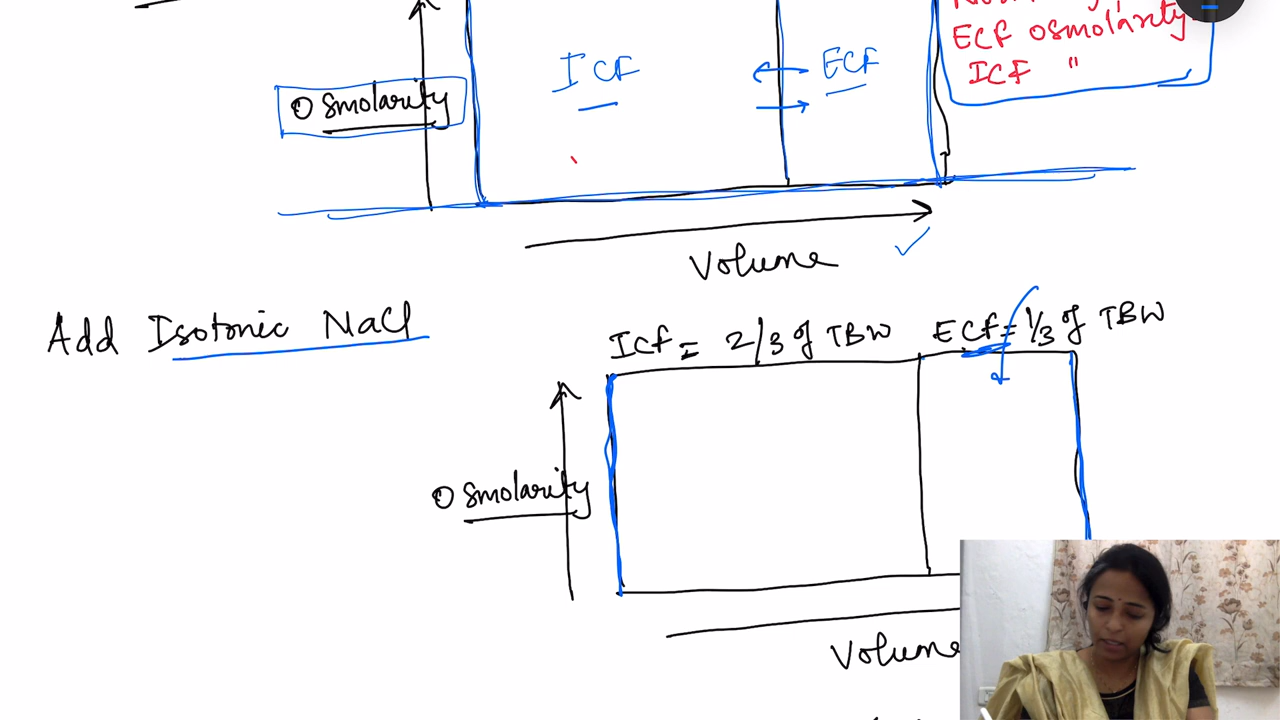 ECF osmolarity
ICF "
ICF
ECF
Osmolarity
Volume
Add Isotonic NaCl
ICf = 2/3 of TBW
ECf = 1/3 of TBW
Osmolarity
Volume